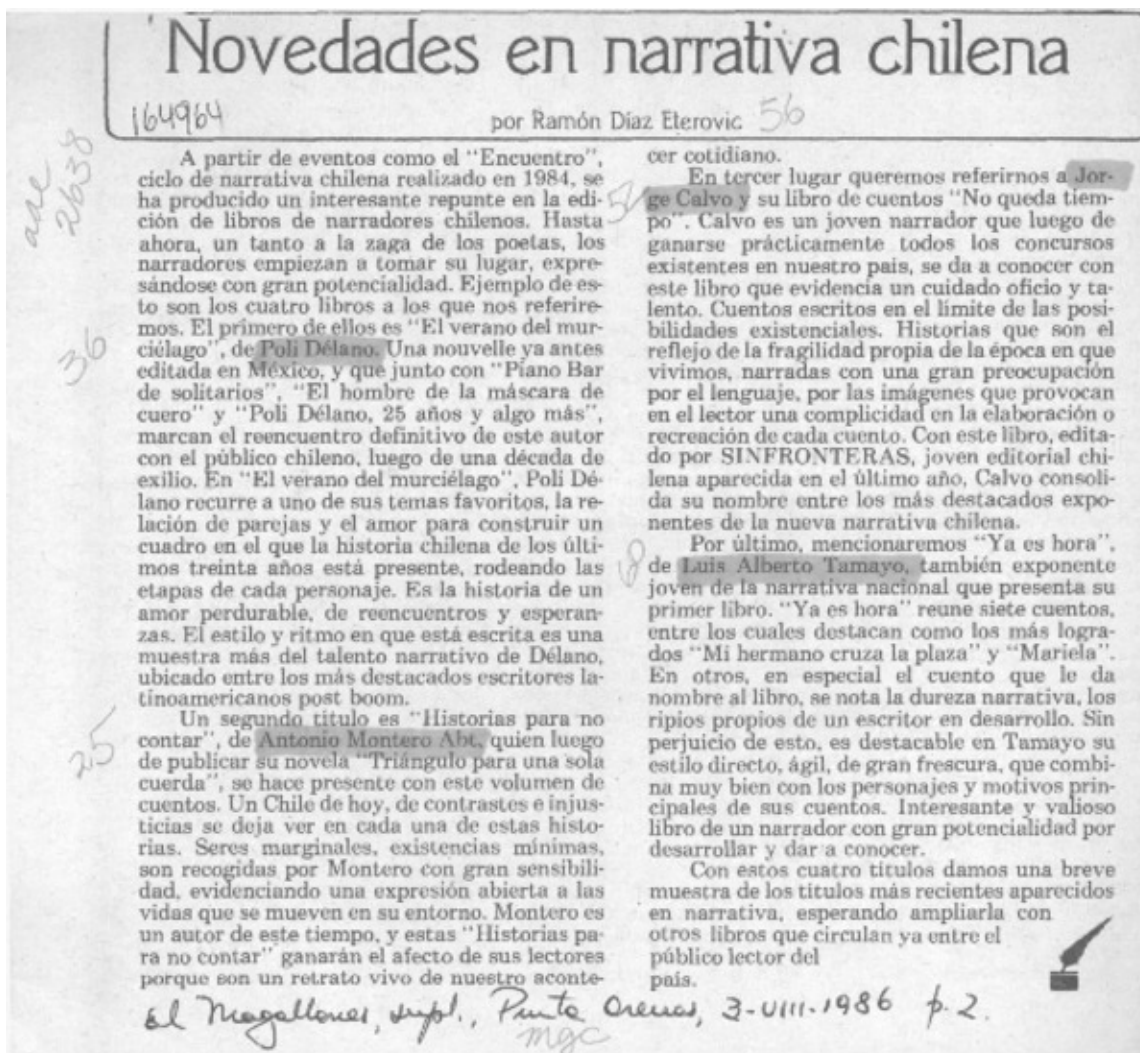 Novedades en narrativa chilena
164964
por Ramón Díaz Eterovic 56
aae
2638
A partir de eventos como el "Encuentro",
ciclo de narrativa chilena realizado en 1984, se
ha producido un interesante repunte en la edi-
ción de libros de narradores chilenos. Hasta
ahora, un tanto a la zaga de los poetas, los
narradores empiezan a tomar su lugar, expre-
sándose con gran potencialidad. Ejemplo de es-
to son los cuatro libros a los que nos referire-
mos. El primero de ellos es "El verano del mur-
36
ciélago", de Poli Délano. Una nouvelle ya antes
editada en México, y que junto con "Piano Bar
de solitarios", "El hombre de la máscara de
cuero" y "Poli Délano, 25 años y algo más",
marcan el reencuentro definitivo de este autor
con el público chileno, luego de una década de
exilio. En "El verano del murciélago", Poli Dé-
lano recurre a uno de sus temas favoritos, la re-
lación de parejas y el amor para construir un
cuadro en el que la historia chilena de los últi-
mos treinta años está presente, rodeando las
etapas de cada personaje. Es la historia de un
amor perdurable, de reencuentros y esperan-
zas. El estilo y ritmo en que está escrita es una
muestra más del talento narrativo de Délano,
ubicado entre los más destacados escritores la-
tinoamericanos post boom.
Un segundo título es "Historias para no
25
contar", de Antonio Montero Abt, quien luego
de publicar su novela "Triángulo para una sola
cuerda", se hace presente con este volumen de
cuentos. Un Chile de hoy, de contrastes e injus-
ticias se deja ver en cada una de estas histo-
rias. Seres marginales, existencias mínimas,
son recogidas por Montero con gran sensibili-
dad, evidenciando una expresión abierta a las
vidas que se mueven en su entorno. Montero es
un autor de este tiempo, y estas "Historias pa-
ra no contar" ganarán el afecto de sus lectores
porque son un retrato vivo de nuestro aconte-
cer cotidiano.
En tercer lugar queremos referirnos a Jor-
ge Calvo y su libro de cuentos "No queda tiem-
po". Calvo es un joven narrador que luego de
ganarse prácticamente todos los concursos
existentes en nuestro país, se da a conocer con
este libro que evidencia un cuidado oficio y ta-
lento. Cuentos escritos en el límite de las posi-
bilidades existenciales. Historias que son el
reflejo de la fragilidad propia de la época en que
vivimos, narradas con una gran preocupación
por el lenguaje, por las imágenes que provocan
en el lector una complicidad en la elaboración o
recreación de cada cuento. Con este libro, edita-
do por SINFRONTERAS, joven editorial chi-
lena aparecida en el último año, Calvo consoli-
da su nombre entre los más destacados expo-
nentes de la nueva narrativa chilena.
Por último, mencionaremos "Ya es hora",
de Luis Alberto Tamayo, también exponente
joven de la narrativa nacional que presenta su
primer libro. "Ya es hora" reune siete cuentos,
entre los cuales destacan como los más logra-
dos "Mi hermano cruza la plaza" y "Mariela".
En otros, en especial el cuento que le da
nombre al libro, se nota la dureza narrativa, los
ripios propios de un escritor en desarrollo. Sin
perjuicio de esto, es destacable en Tamayo su
estilo directo, ágil, de gran frescura, que combi-
na muy bien con los personajes y motivos prin-
cipales de sus cuentos. Interesante y valioso
libro de un narrador con gran potencialidad por
desarrollar y dar a conocer.
Con estos cuatro títulos damos una breve
muestra de los títulos más recientes aparecidos
en narrativa, esperando ampliarla con
otros libros que circulan ya entre el
público lector del
país.
El Magallanes, supl., Punta Arenas, 3-VIII-1986 p. 2.
mgc